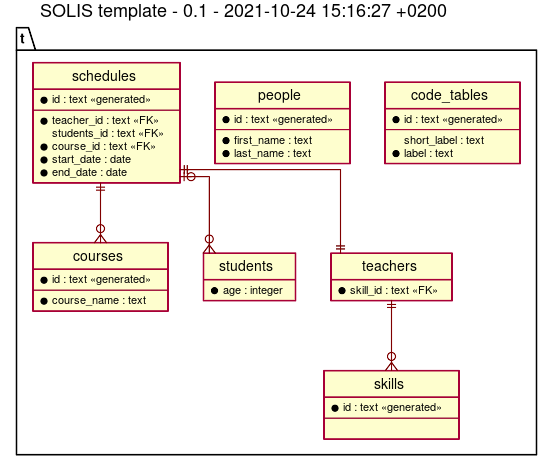 SOLIS template - 0.1 - 2021-10-24 15:16:27 +0200
t
schedules
● id : text «generated»
● teacher_id : text «FK»
students_id : text «FK»
● course_id : text «FK»
● start_date : date
● end_date : date
people
● id : text «generated»
● first_name : text
● last_name : text
code_tables
● id : text «generated»
short_label : text
● label : text
courses
● id : text «generated»
● course_name : text
students
● age : integer
teachers
● skill_id : text «FK»
skills
● id : text «generated»